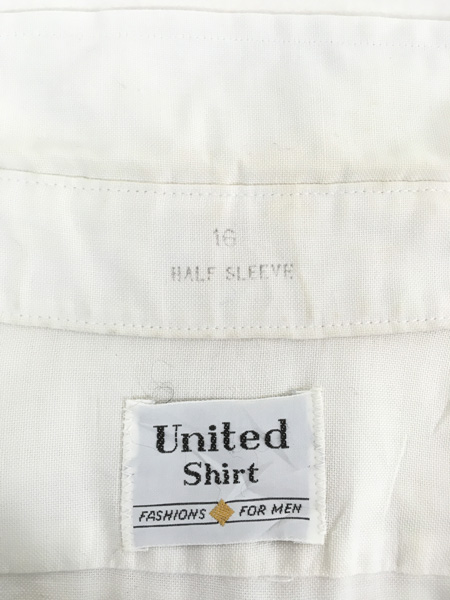 16
HALF SLEEVE
United
Shirt
FASHIONS FOR MEN